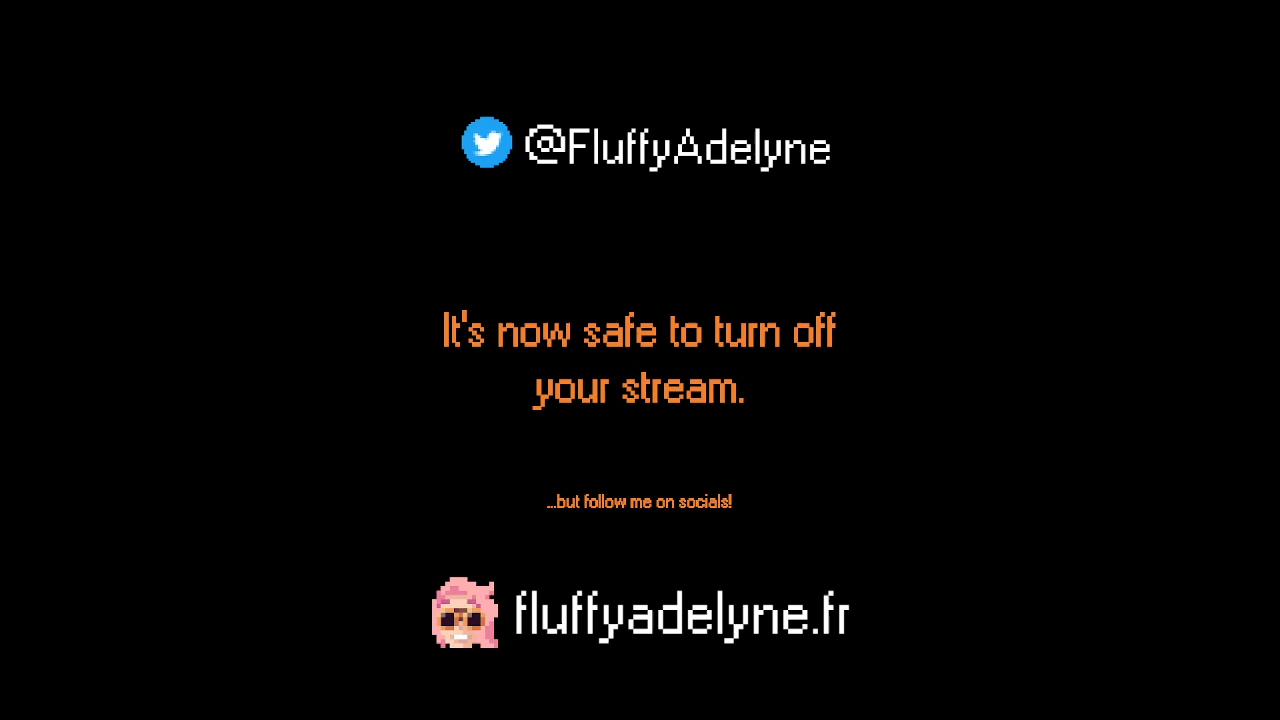 @FluffyAdelyne
It's now safe to turn off
your stream.
...but follow me on socials!
fluffyadelyne.fr